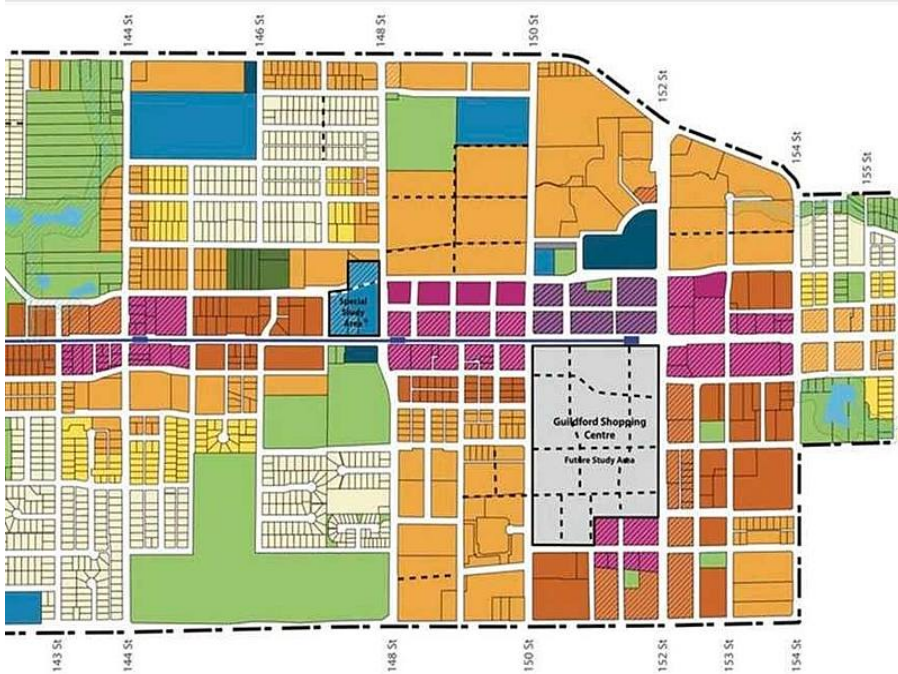 144 St
146 St
148 St
150 St
152 St
154 St
155 St
Special
Study
Area
Guildford Shopping
Centre
Future Study Area
143 St
144 St
148 St
150 St
152 St
153 St
154 St